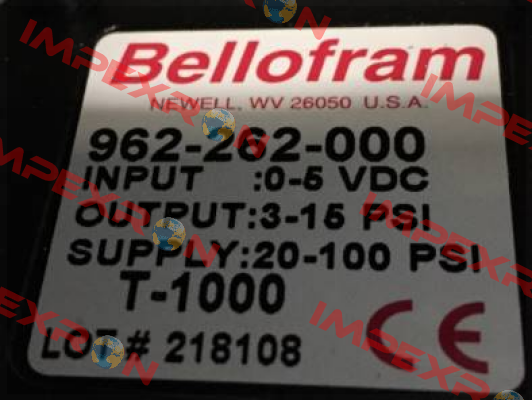 Bellofram
NEWELL, WV 26050 U.S.A.
962-262-000
INPUT :0-5 VDC
OUTPUT:3-15 PSI
SUPPLY:20-100 PSI
T-1000
LOT# 218108
CE
IMPEXRON